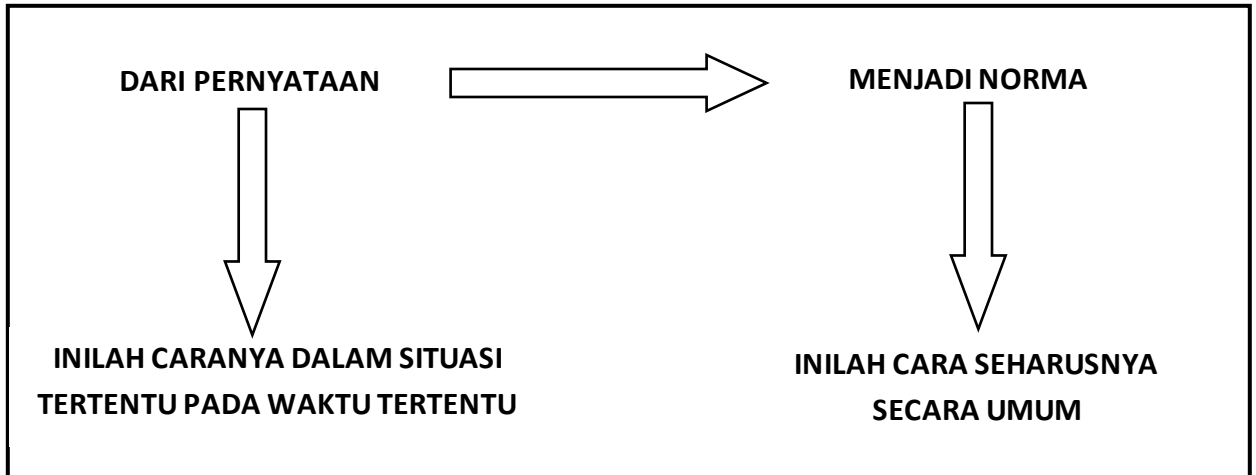 DARI PERNYATAAN
MENJADI NORMA
INILAH CARANYA DALAM SITUASI
TERTENTU PADA WAKTU TERTENTU
INILAH CARA SEHARUSNYA
SECARA UMUM